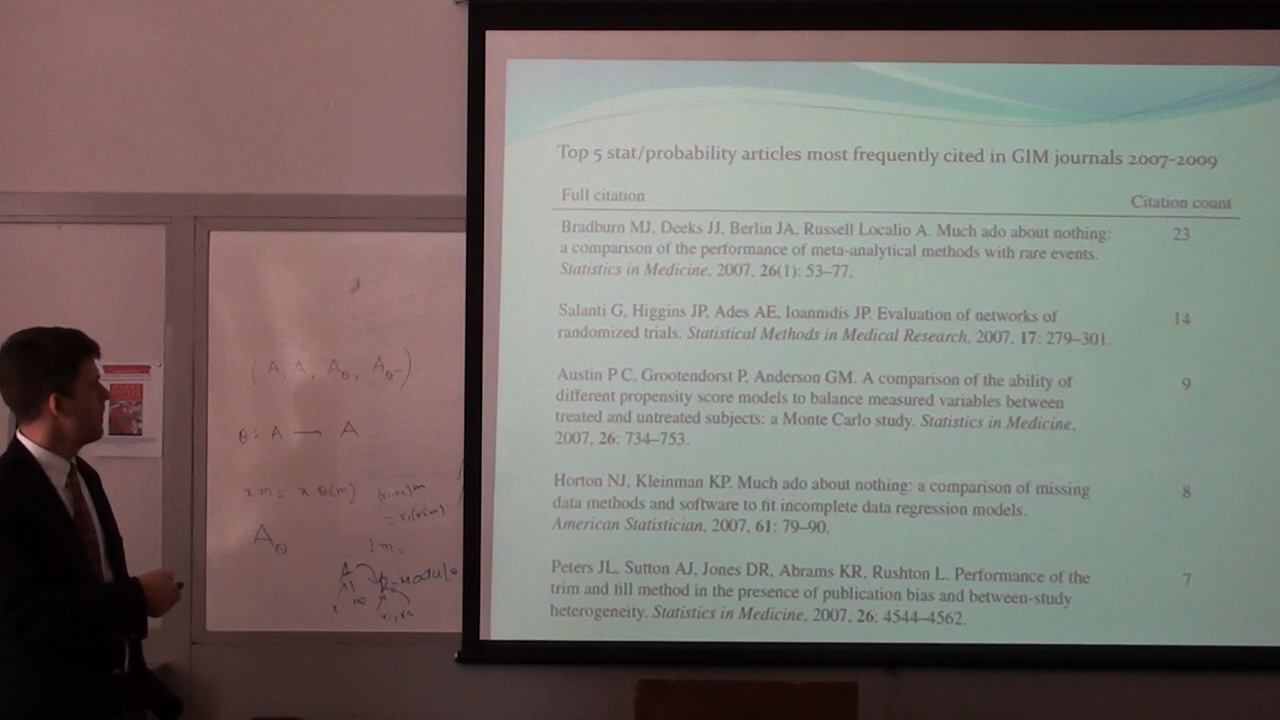 Top 5 stat/probability articles most frequently cited in GIM journals 2007-2009
Full citation Citation count
Bradburn MJ, Deeks JJ, Berlin JA, Russell Localio A. Much ado about nothing: 23
a comparison of the performance of meta-analytical methods with rare events.
Statistics in Medicine. 2007, 26(1): 53–77.
Salanti G, Higgins JP, Ades AE, Ioannidis JP. Evaluation of networks of 14
randomized trials. Statistical Methods in Medical Research, 2007, 17: 279–301.
Austin P C, Grootendorst P, Anderson GM. A comparison of the ability of 9
different propensity score models to balance measured variables between
treated and untreated subjects: a Monte Carlo study. Statistics in Medicine,
2007, 26: 734–753.
Horton NJ, Kleinman KP. Much ado about nothing: a comparison of missing 8
data methods and software to fit incomplete data regression models.
American Statistician, 2007, 61: 79–90.
Peters JL, Sutton AJ, Jones DR, Abrams KR, Rushton L. Performance of the 7
trim and fill method in the presence of publication bias and between-study
heterogeneity. Statistics in Medicine, 2007, 26: 4544–4562.
(A, A, Aθ, Aθ-)
θ: A → A
xm = x θ(m)
Aθ
1m =
A R-module